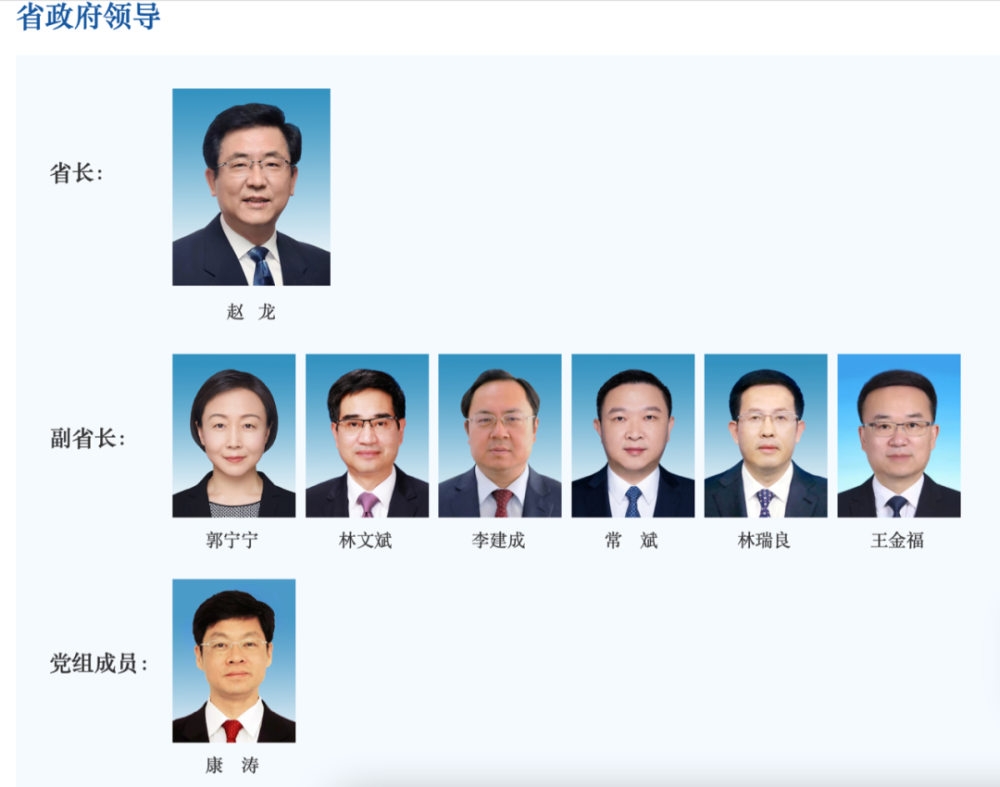 省政府领导
省长：
赵 龙
副省长：
郭宁宁 林文斌 李建成 常 斌 林瑞良 王金福
党组成员：
康 涛